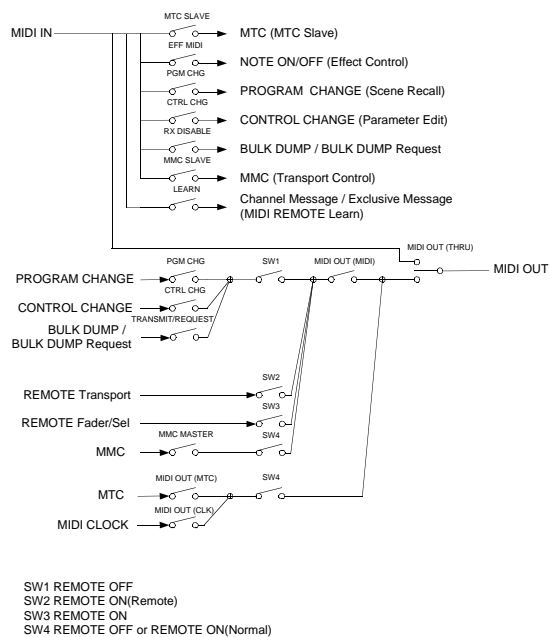 MTC SLAVE
MIDI IN
MTC (MTC Slave)
EFF MIDI
NOTE ON/OFF (Effect Control)
PGM CHG
PROGRAM CHANGE (Scene Recall)
CTRL CHG
CONTROL CHANGE (Parameter Edit)
RX DISABLE
BULK DUMP / BULK DUMP Request
MMC SLAVE
MMC (Transport Control)
LEARN
Channel Message / Exclusive Message
(MIDI REMOTE Learn)
MIDI OUT (THRU)
MIDI OUT
PGM CHG
SW1
MIDI OUT (MIDI)
PROGRAM CHANGE
CTRL CHG
CONTROL CHANGE
TRANSMIT/REQUEST
BULK DUMP /
BULK DUMP Request
SW2
REMOTE Transport
SW3
REMOTE Fader/Sel
MMC MASTER
SW4
MMC
MIDI OUT (MTC)
SW4
MTC
MIDI OUT (CLK)
MIDI CLOCK
SW1 REMOTE OFF
SW2 REMOTE ON(Remote)
SW3 REMOTE ON
SW4 REMOTE OFF or REMOTE ON(Normal)